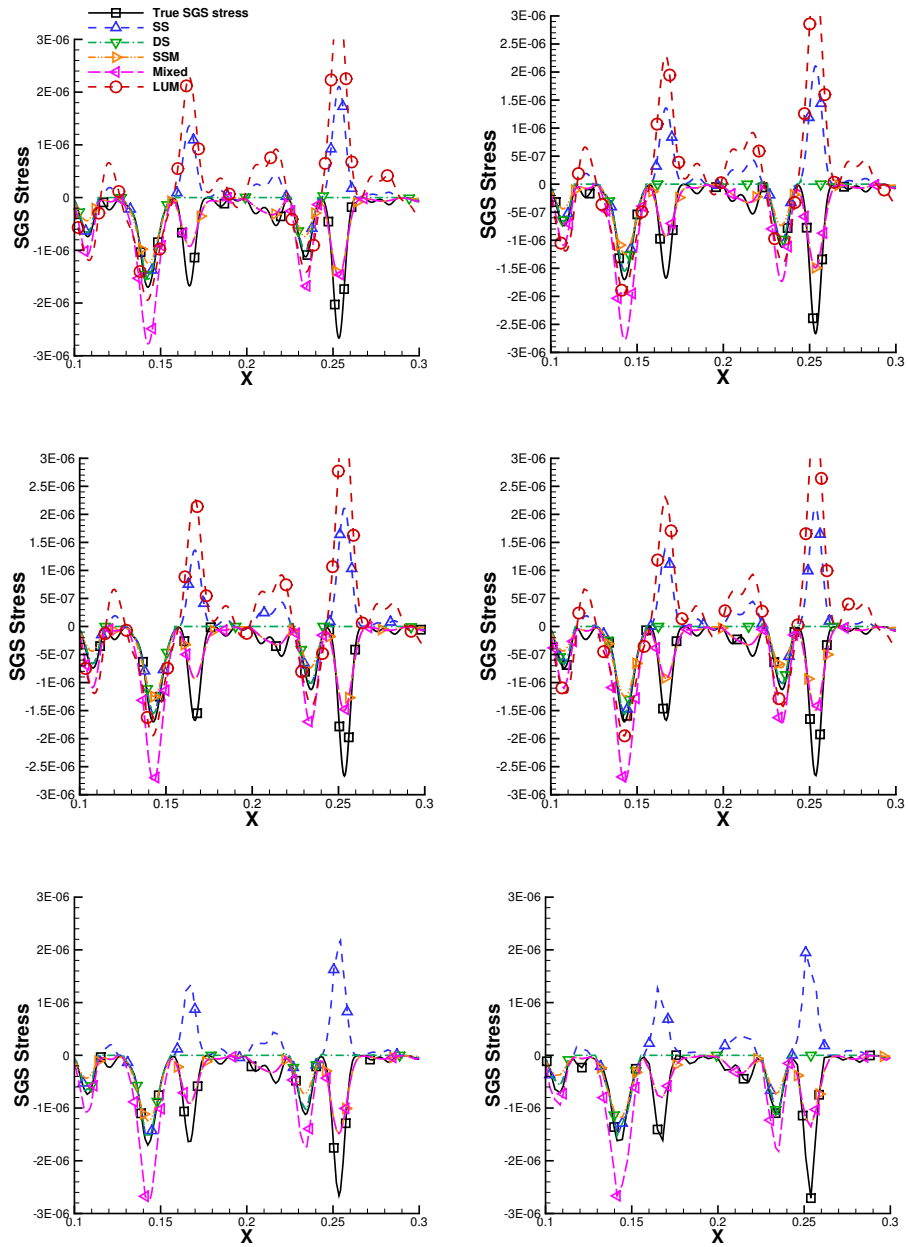 True SGS stress
SS
DS
SSM
Mixed
LUM
3E-06
2E-06
1E-06
0
-1E-06
-2E-06
-3E-06
SGS Stress
0.1
0.15
0.2
0.25
0.3
X
3E-06
2.5E-06
2E-06
1.5E-06
1E-06
5E-07
0
-5E-07
-1E-06
-1.5E-06
-2E-06
-2.5E-06
-3E-06
SGS Stress
0.1
0.15
0.2
0.25
0.3
X
3E-06
2.5E-06
2E-06
1.5E-06
1E-06
5E-07
0
-5E-07
-1E-06
-1.5E-06
-2E-06
-2.5E-06
-3E-06
SGS Stress
0.1
0.15
0.2
0.25
0.3
X
3E-06
2.5E-06
2E-06
1.5E-06
1E-06
5E-07
0
-5E-07
-1E-06
-1.5E-06
-2E-06
-2.5E-06
-3E-06
SGS Stress
0.1
0.15
0.2
0.25
0.3
X
3E-06
2E-06
1E-06
0
-1E-06
-2E-06
-3E-06
SGS Stress
0.1
0.15
0.2
0.25
0.3
X
3E-06
2E-06
1E-06
0
-1E-06
-2E-06
-3E-06
SGS Stress
0.1
0.15
0.2
0.25
0.3
X